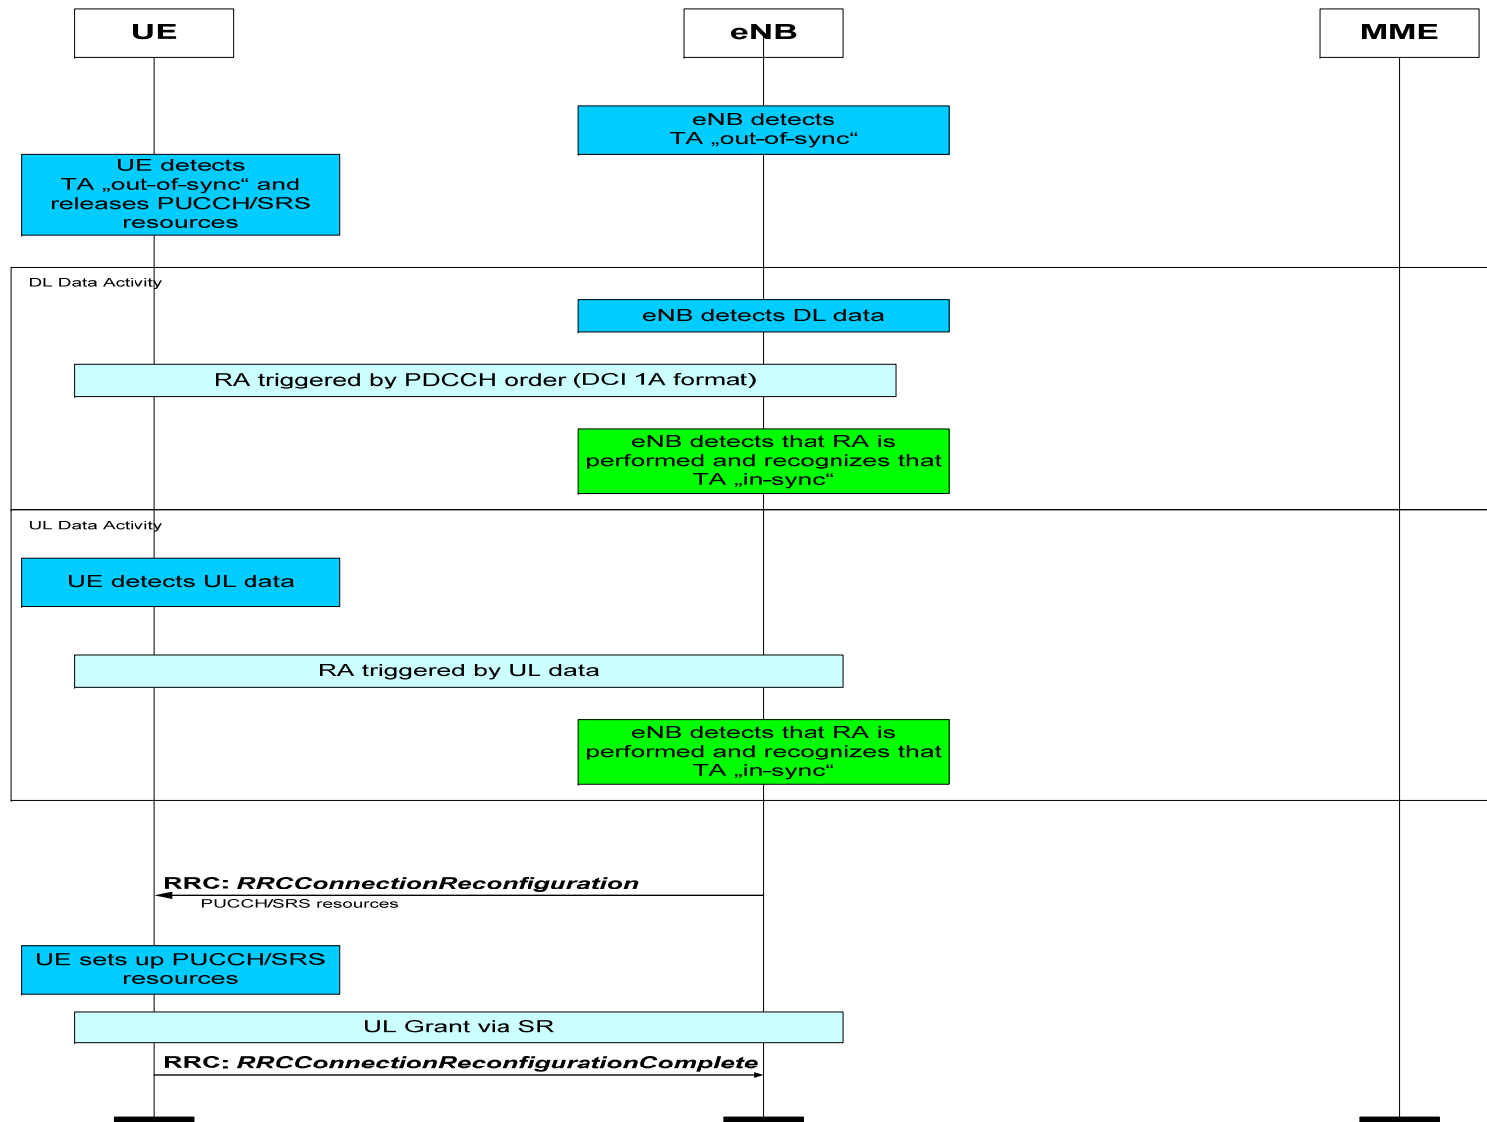 UE
eNB
MME
eNB detects
TA „out-of-sync“
UE detects
TA „out-of-sync“ and
releases PUCCH/SRS
resources
DL Data Activity
eNB detects DL data
RA triggered by PDCCH order (DCI 1A format)
eNB detects that RA is
performed and recognizes that
TA „in-sync“
UL Data Activity
UE detects UL data
RA triggered by UL data
eNB detects that RA is
performed and recognizes that
TA „in-sync“
RRC: RRCConnectionReconfiguration
PUCCH/SRS resources
UE sets up PUCCH/SRS
resources
UL Grant via SR
RRC: RRCConnectionReconfigurationComplete